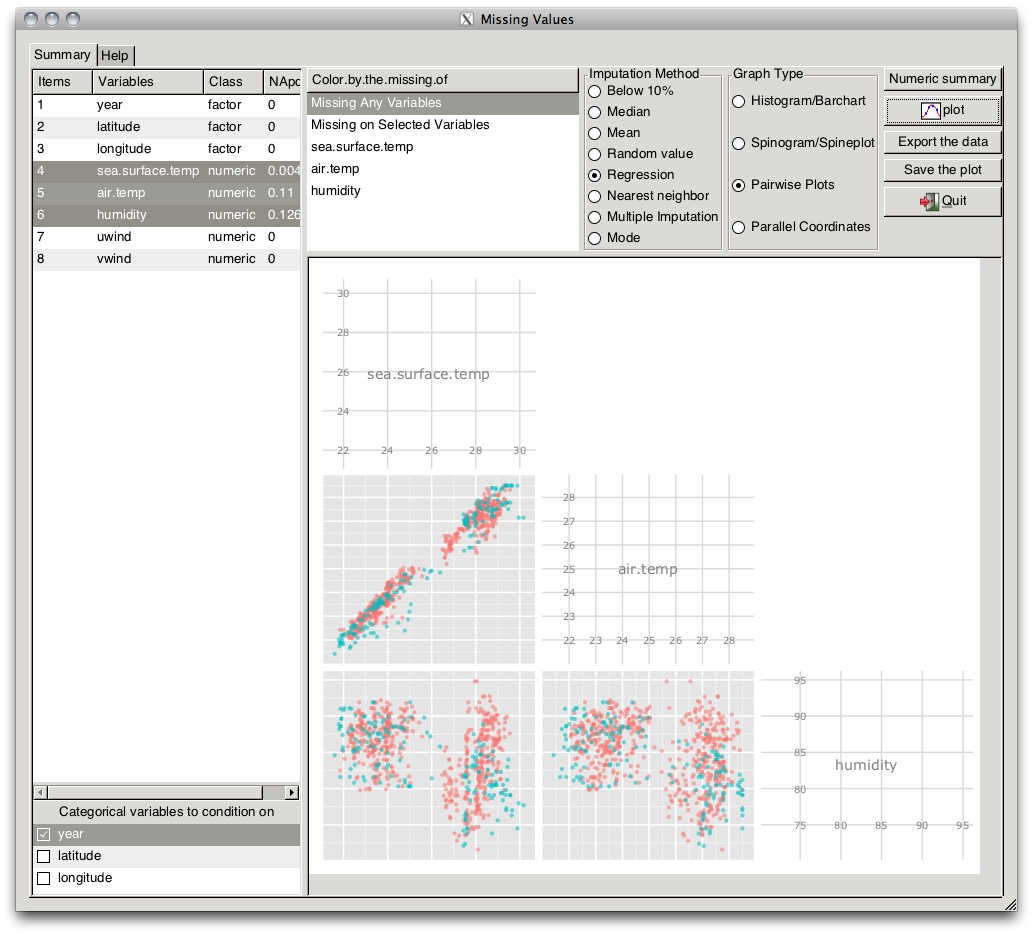 Missing Values
Summary Help
Items Variables Class NApc
1 year factor 0
2 latitude factor 0
3 longitude factor 0
4 sea.surface.temp numeric 0.004
5 air.temp numeric 0.11
6 humidity numeric 0.126
7 uwind numeric 0
8 vwind numeric 0
Categorical variables to condition on
year
latitude
longitude
Color.by.the.missing.of
Missing Any Variables
Missing on Selected Variables
sea.surface.temp
air.temp
humidity
Imputation Method
Below 10%
Median
Mean
Random value
Regression
Nearest neighbor
Multiple Imputation
Mode
Graph Type
Histogram/Barchart
Spinogram/Spineplot
Pairwise Plots
Parallel Coordinates
Numeric summary
plot
Export the data
Save the plot
Quit
30
28
26
sea.surface.temp
24
22 24 26 28 30
28
27
26
25
air.temp
24
23
22 23 24 25 26 27 28
95
90
85
humidity
80
75 80 85 90 95